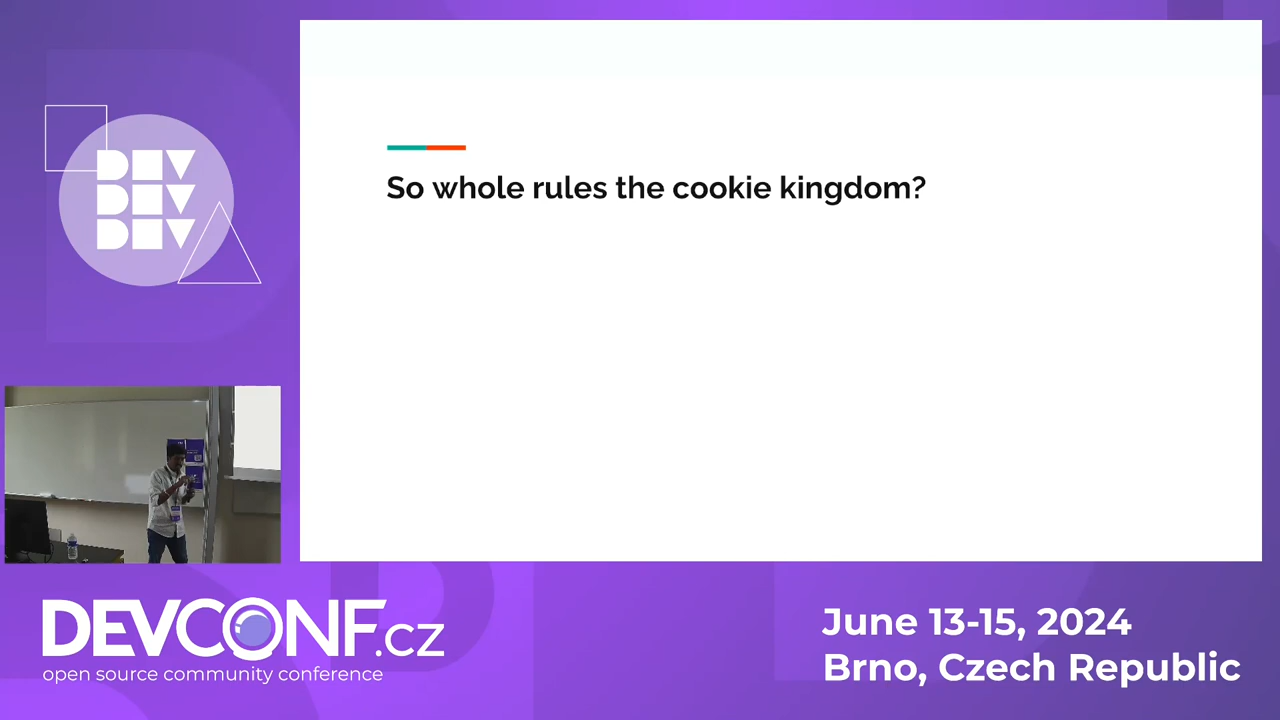 DEV
DEV
DEV
So whole rules the cookie kingdom?
DEVCONF.cz
open source community conference
June 13-15, 2024
Brno, Czech Republic